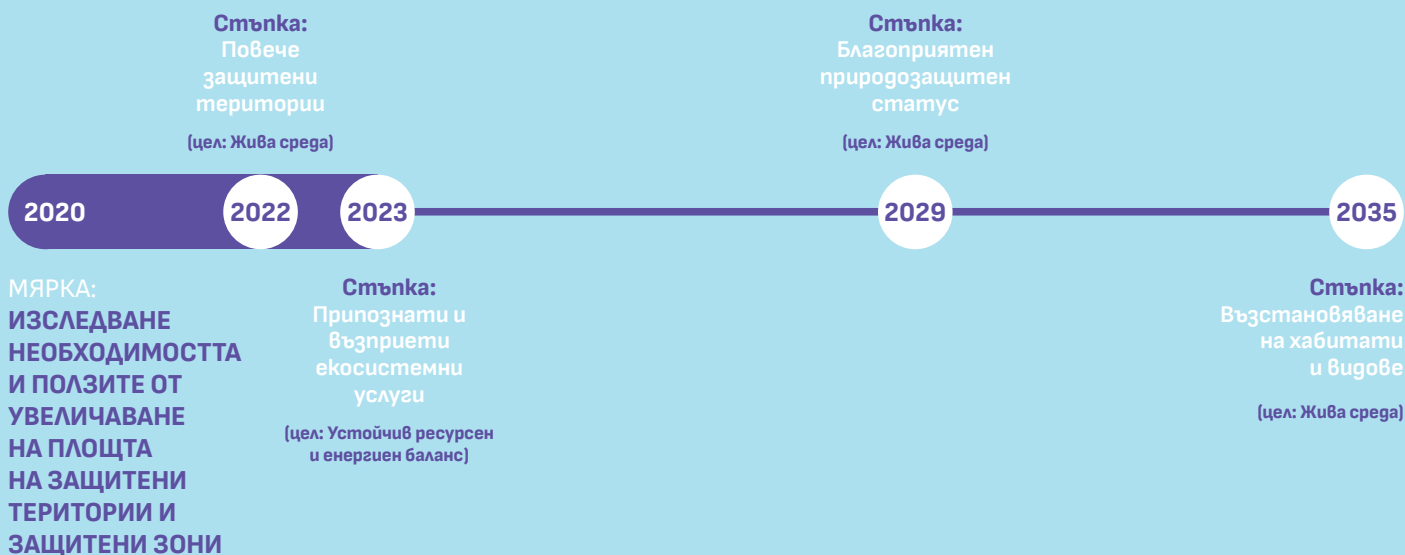 Стъпка:
Повече
защитени
територии
(цел: Жива среда)
Стъпка:
Благоприятен
природозащитен
статус
(цел: Жива среда)
2020
2022
2023
2029
2035
МЯРКА:
ИЗСЛЕДВАНЕ
НЕОБХОДИМОСТТА
И ПОЛЗИТЕ ОТ
УВЕЛИЧАВАНЕ
НА ПЛОЩТА
НА ЗАЩИТЕНИ
ТЕРИТОРИИ И
ЗАЩИТЕНИ ЗОНИ
Стъпка:
Припознати и
възприети
екосистемни
услуги
(цел: Устойчив ресурсен
и енергиен баланс)
Стъпка:
Възстановяване
на хабитати
и видове
(цел: Жива среда)